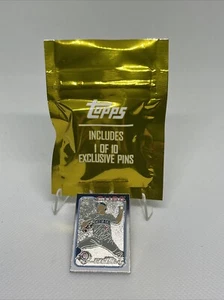 Topps
INCLUDES
1 OF 10
EXCLUSIVE PINS